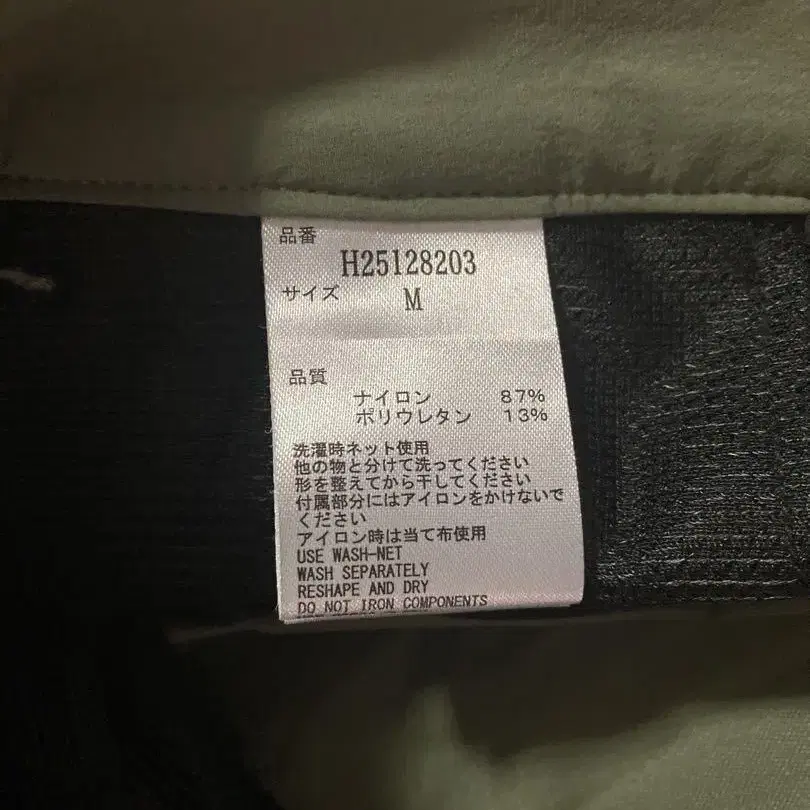 品番
H25128203
サイズ M
品質
ナイロン 87%
ポリウレタン 13%
洗濯時ネット使用
他の物と分けて洗ってください
形を整えてから干してください
付属部分にはアイロンをかけないで
ください
アイロン時は当て布使用
USE WASH-NET
WASH SEPARATELY
RESHAPE AND DRY
DO NOT IRON COMPONENTS